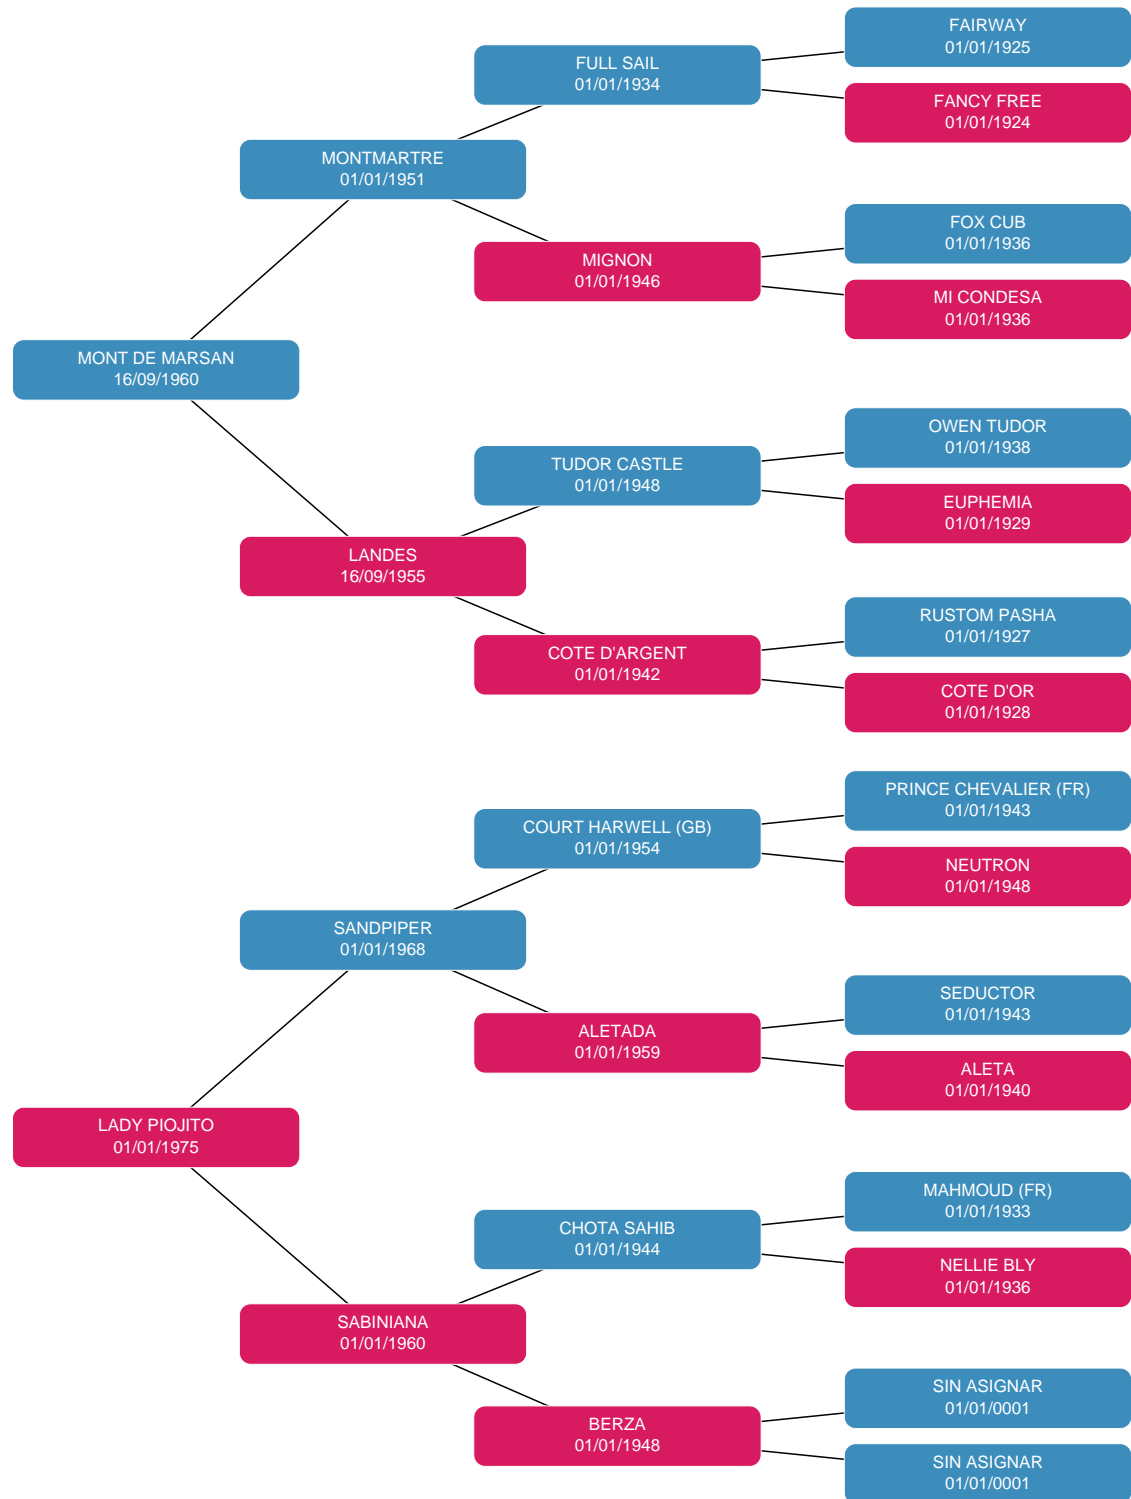 FAIRWAY
01/01/1925
FULL SAIL
01/01/1934
FANCY FREE
01/01/1924
MONTMARTRE
01/01/1951
FOX CUB
01/01/1936
MIGNON
01/01/1946
MI CONDESA
01/01/1936
MONT DE MARSAN
16/09/1960
OWEN TUDOR
01/01/1938
TUDOR CASTLE
01/01/1948
EUPHEMIA
01/01/1929
LANDES
16/09/1955
RUSTOM PASHA
01/01/1927
COTE D'ARGENT
01/01/1942
COTE D'OR
01/01/1928
PRINCE CHEVALIER (FR)
01/01/1943
COURT HARWELL (GB)
01/01/1954
NEUTRON
01/01/1948
SANDPIPER
01/01/1968
SEDUCTOR
01/01/1943
ALETADA
01/01/1959
ALETA
01/01/1940
LADY PIOJITO
01/01/1975
MAHMOUD (FR)
01/01/1933
CHOTA SAHIB
01/01/1944
NELLIE BLY
01/01/1936
SABINIANA
01/01/1960
SIN ASIGNAR
01/01/0001
BERZA
01/01/1948
SIN ASIGNAR
01/01/0001